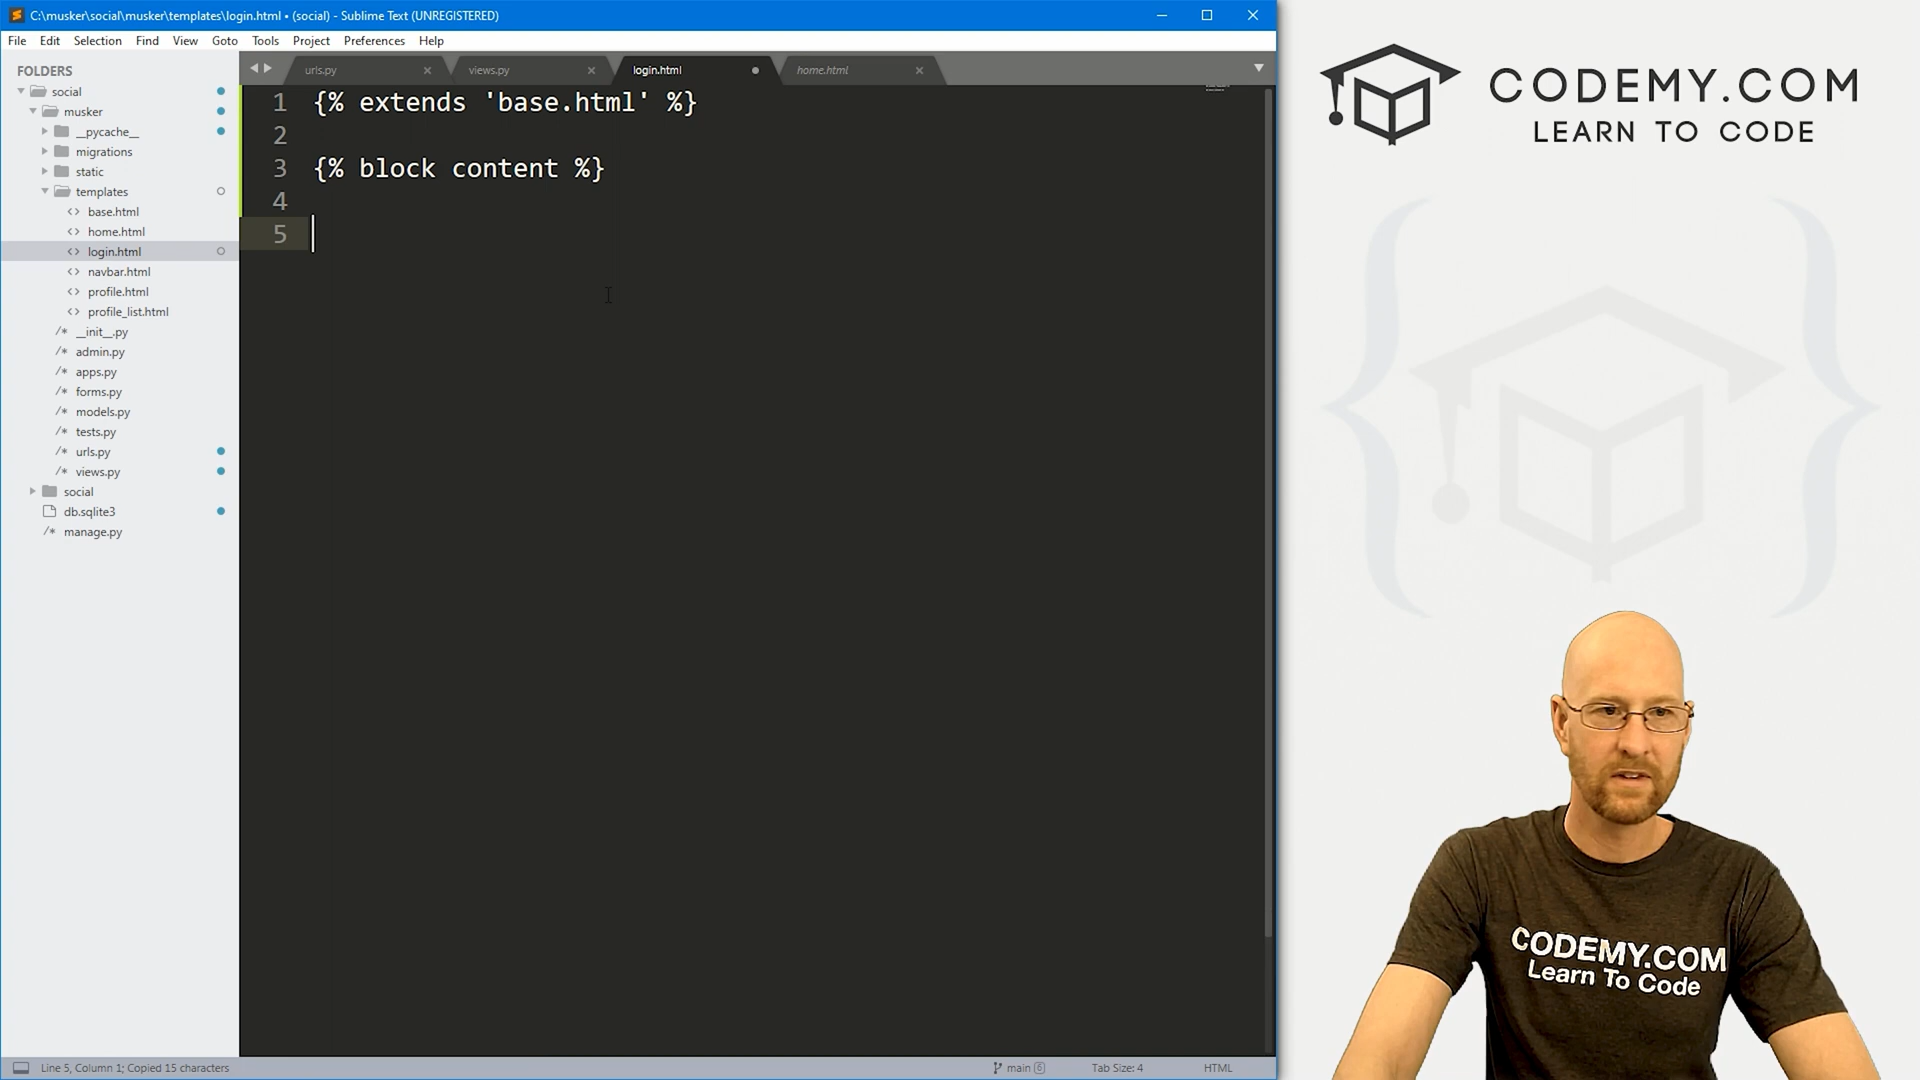 C:\musker\social\musker\templates\login.html • (social) - Sublime Text (UNREGISTERED)
File Edit Selection Find View Goto Tools Project Preferences Help
FOLDERS
social
musker
__pycache__
migrations
static
templates
base.html
home.html
login.html
navbar.html
profile.html
profile_list.html
__init__.py
admin.py
apps.py
forms.py
models.py
tests.py
urls.py
views.py
social
db.sqlite3
manage.py
urls.py views.py login.html home.html
1 {% extends 'base.html' %}
2
3 {% block content %}
4
5
Line 5, Column 1; Copied 15 characters
main 6
Tab Size: 4
HTML
CODEMY.COM
LEARN TO CODE
CODEMY.COM
Learn To Code